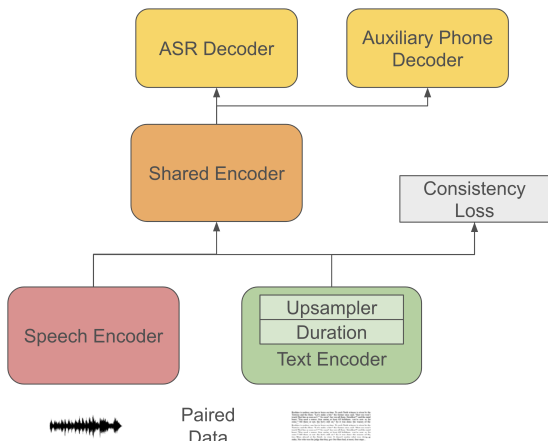 ASR Decoder
Auxiliary Phone
Decoder
Shared Encoder
Consistency
Loss
Speech Encoder
Upsampler
Duration
Text Encoder
Paired
Data